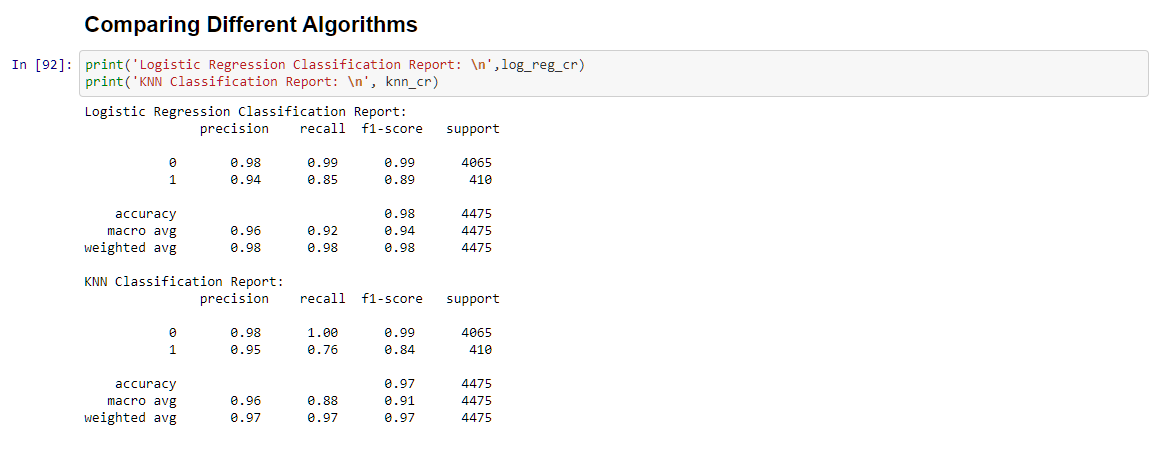 Comparing Different Algorithms
In [92]: print('Logistic Regression Classification Report: \n',log_reg_cr)
print('KNN Classification Report: \n', knn_cr)
Logistic Regression Classification Report:
precision recall f1-score support
0 0.98 0.99 0.99 4065
1 0.94 0.85 0.89 410
accuracy 0.98 4475
macro avg 0.96 0.92 0.94 4475
weighted avg 0.98 0.98 0.98 4475
KNN Classification Report:
precision recall f1-score support
0 0.98 1.00 0.99 4065
1 0.95 0.76 0.84 410
accuracy 0.97 4475
macro avg 0.96 0.88 0.91 4475
weighted avg 0.97 0.97 0.97 4475